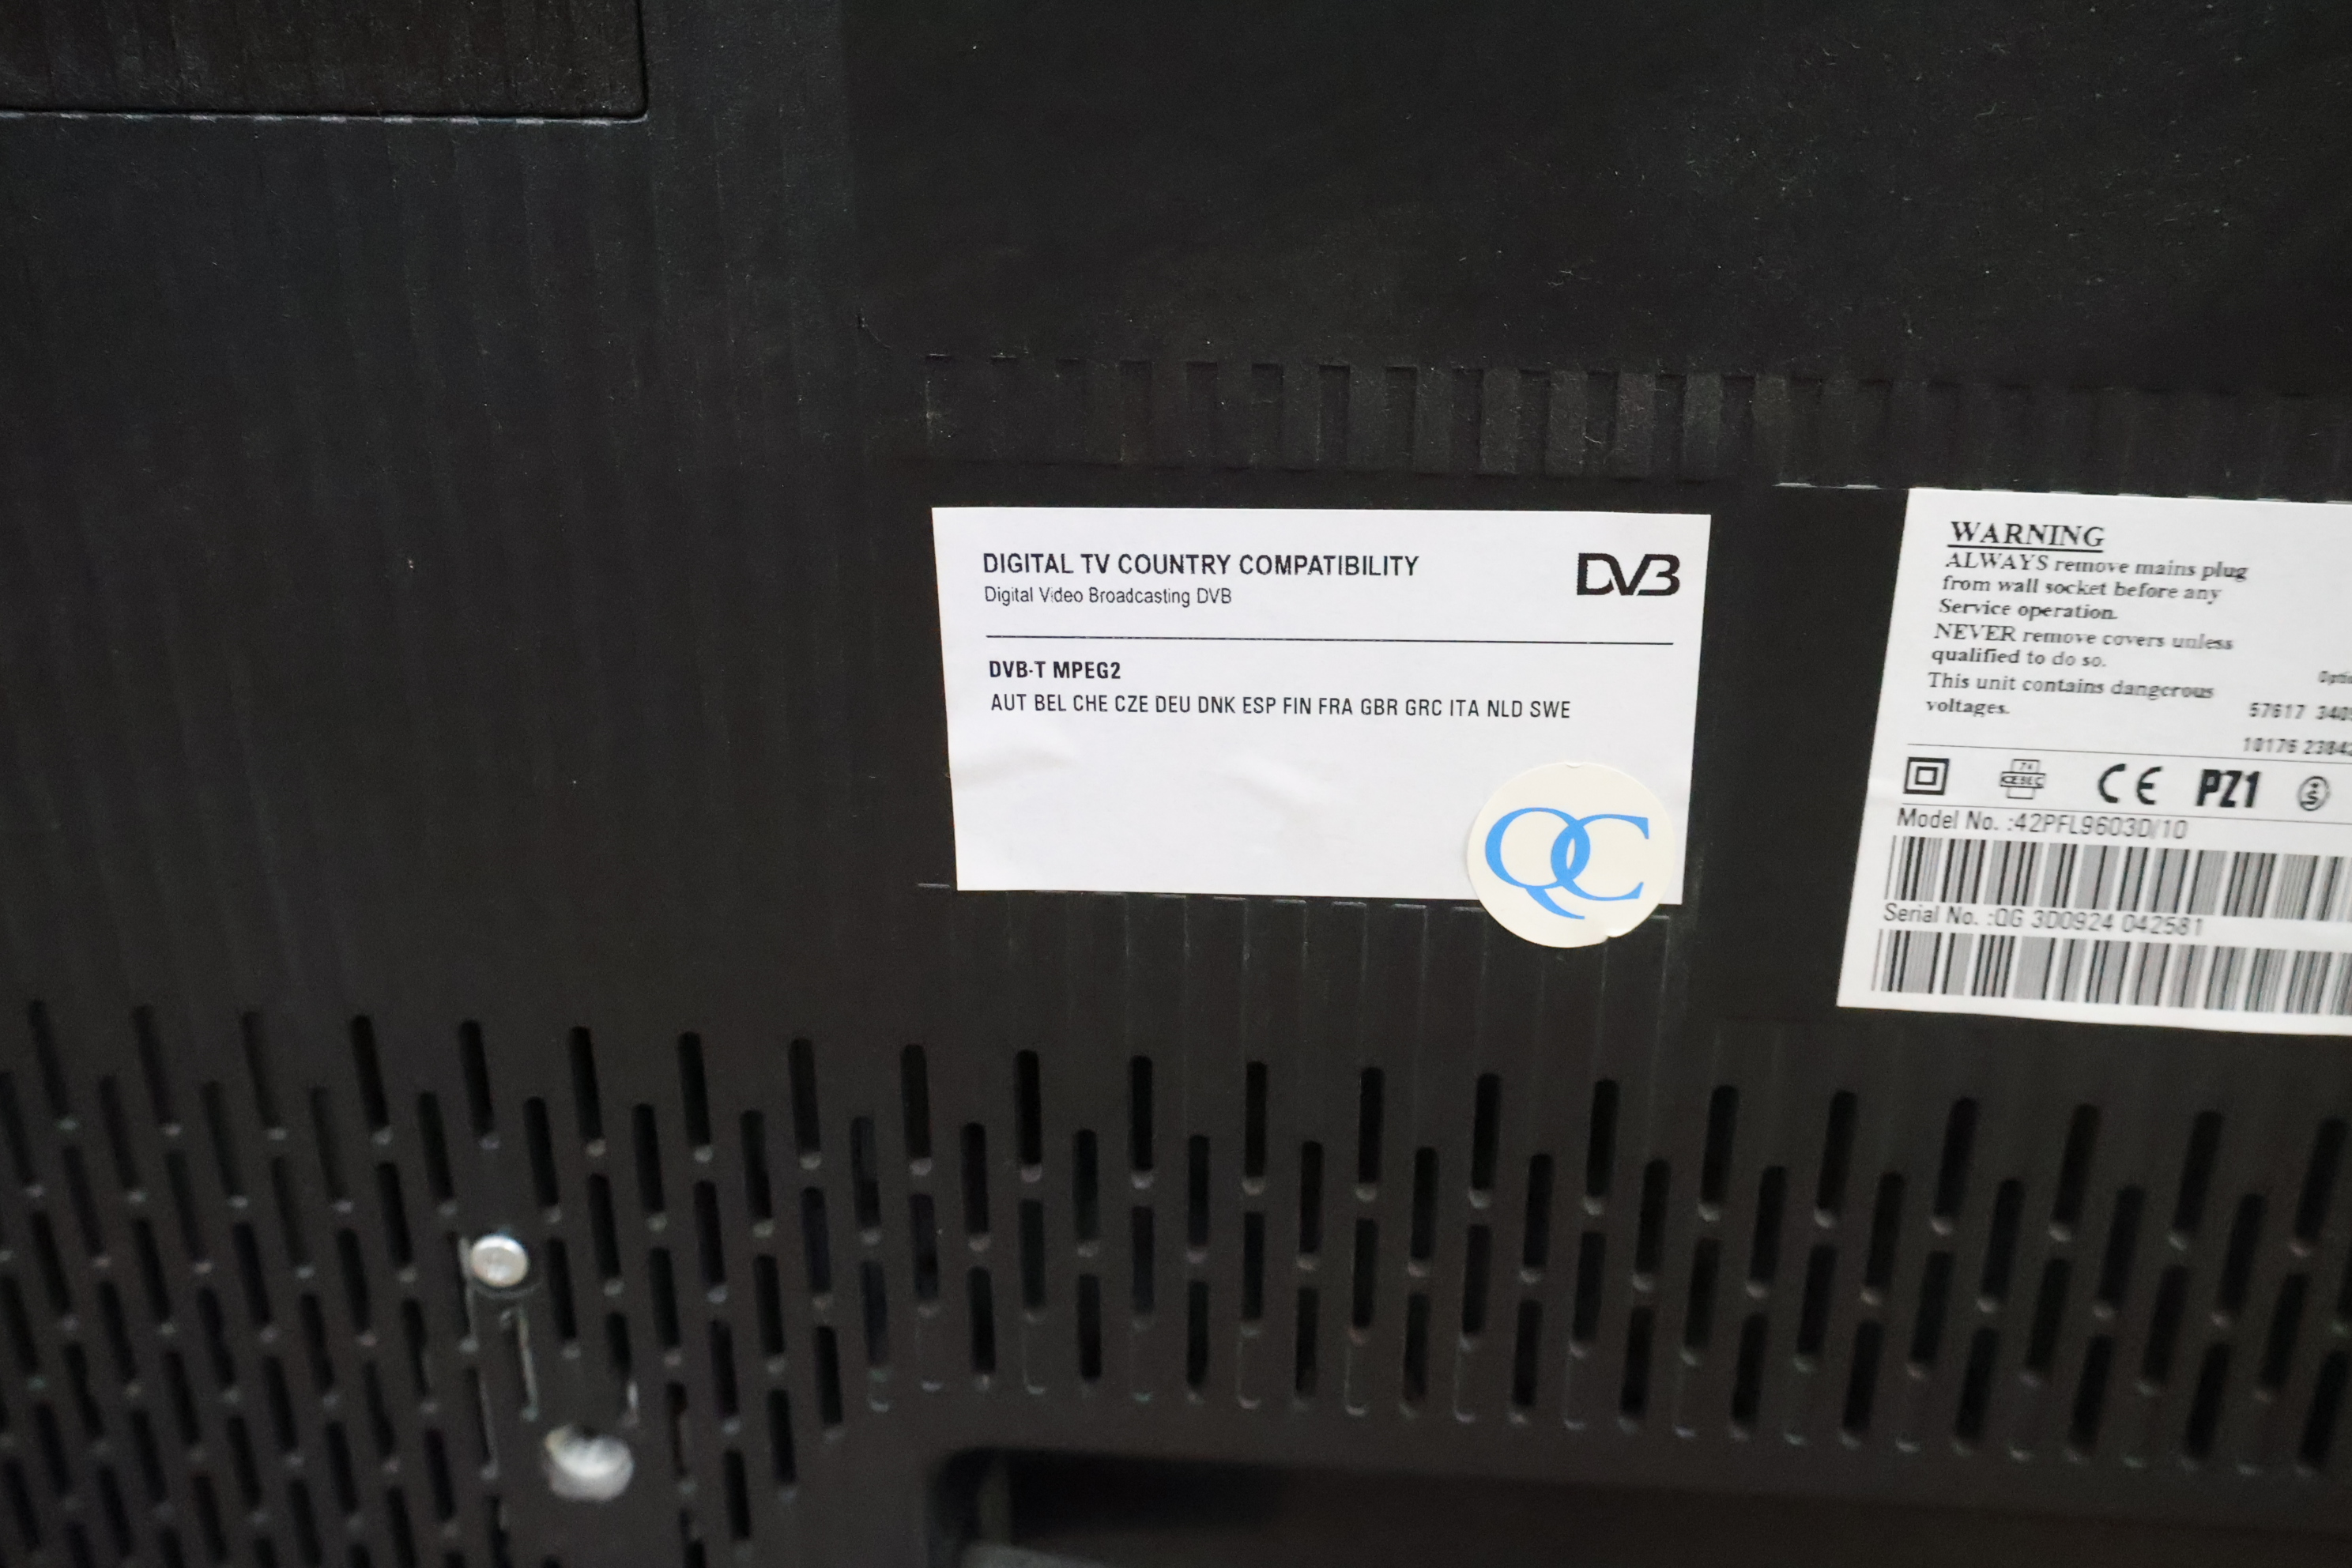 DIGITAL TV COUNTRY COMPATIBILITY
Digital Video Broadcasting DVB
DVB
DVB-T MPEG2
AUT BEL CHE CZE DEU DNK ESP FIN FRA GBR GRC ITA NLD SWE
QC
WARNING
ALWAYS remove mains plug
from wall socket before any
Service operation.
NEVER remove covers unless
qualified to do so.
This unit contains dangerous
voltages.
57617
10176
CE PZ1
Model No. :42PFL9603D/10
Serial No. :QG 3D0924 042581